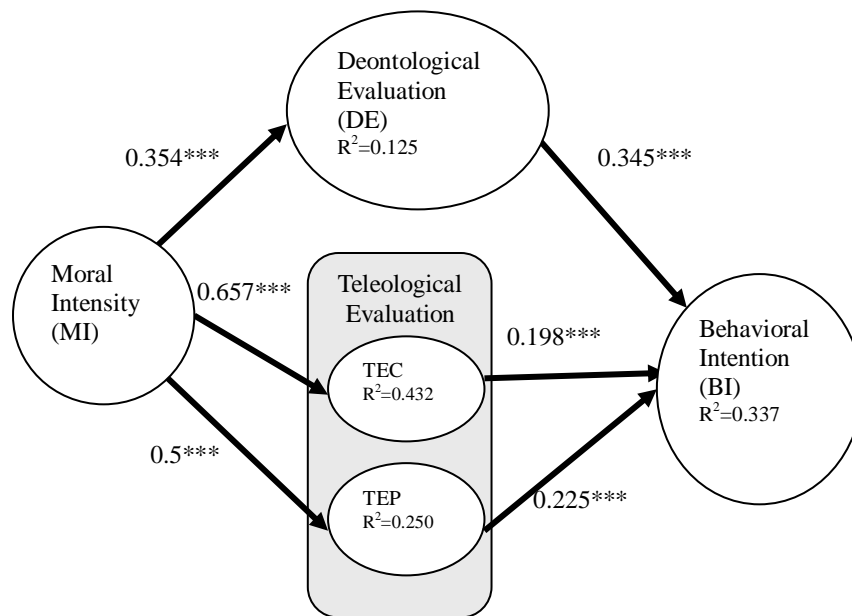 Deontological
Evaluation
(DE)
R²=0.125
0.354***
0.345***
Moral
Intensity
(MI)
0.657***
Teleological
Evaluation
0.198***
TEC
R²=0.432
Behavioral
Intention
(BI)
R²=0.337
0.5***
TEP
R²=0.250
0.225***